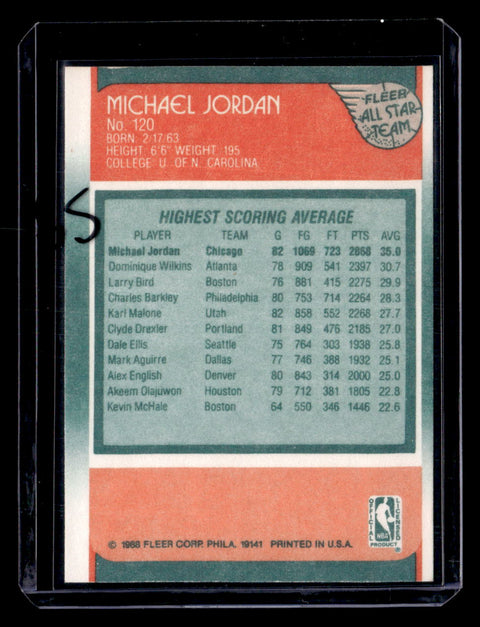 MICHAEL JORDAN
No. 120
BORN: 2/17/63
HEIGHT: 6'6" WEIGHT: 195
COLLEGE: U. OF N. CAROLINA
FLEER
ALL STAR
TEAM
S
HIGHEST SCORING AVERAGE
PLAYER TEAM G FG FT PTS AVG
Michael Jordan Chicago 82 1069 723 2868 35.0
Dominique Wilkins Atlanta 78 909 541 2397 30.7
Larry Bird Boston 76 881 415 2275 29.9
Charles Barkley Philadelphia 80 753 714 2264 28.3
Karl Malone Utah 82 858 552 2268 27.7
Clyde Drexler Portland 81 849 476 2185 27.0
Dale Ellis Seattle 75 764 303 1938 25.8
Mark Aguirre Dallas 77 746 388 1932 25.1
Alex English Denver 80 843 314 2000 25.0
Akeem Olajuwon Houston 79 712 381 1805 22.8
Kevin McHale Boston 64 550 346 1446 22.6
OFFICIAL LICENSED
NBA
PRODUCT
®
© 1988 FLEER CORP. PHILA. 19141 PRINTED IN U.S.A.